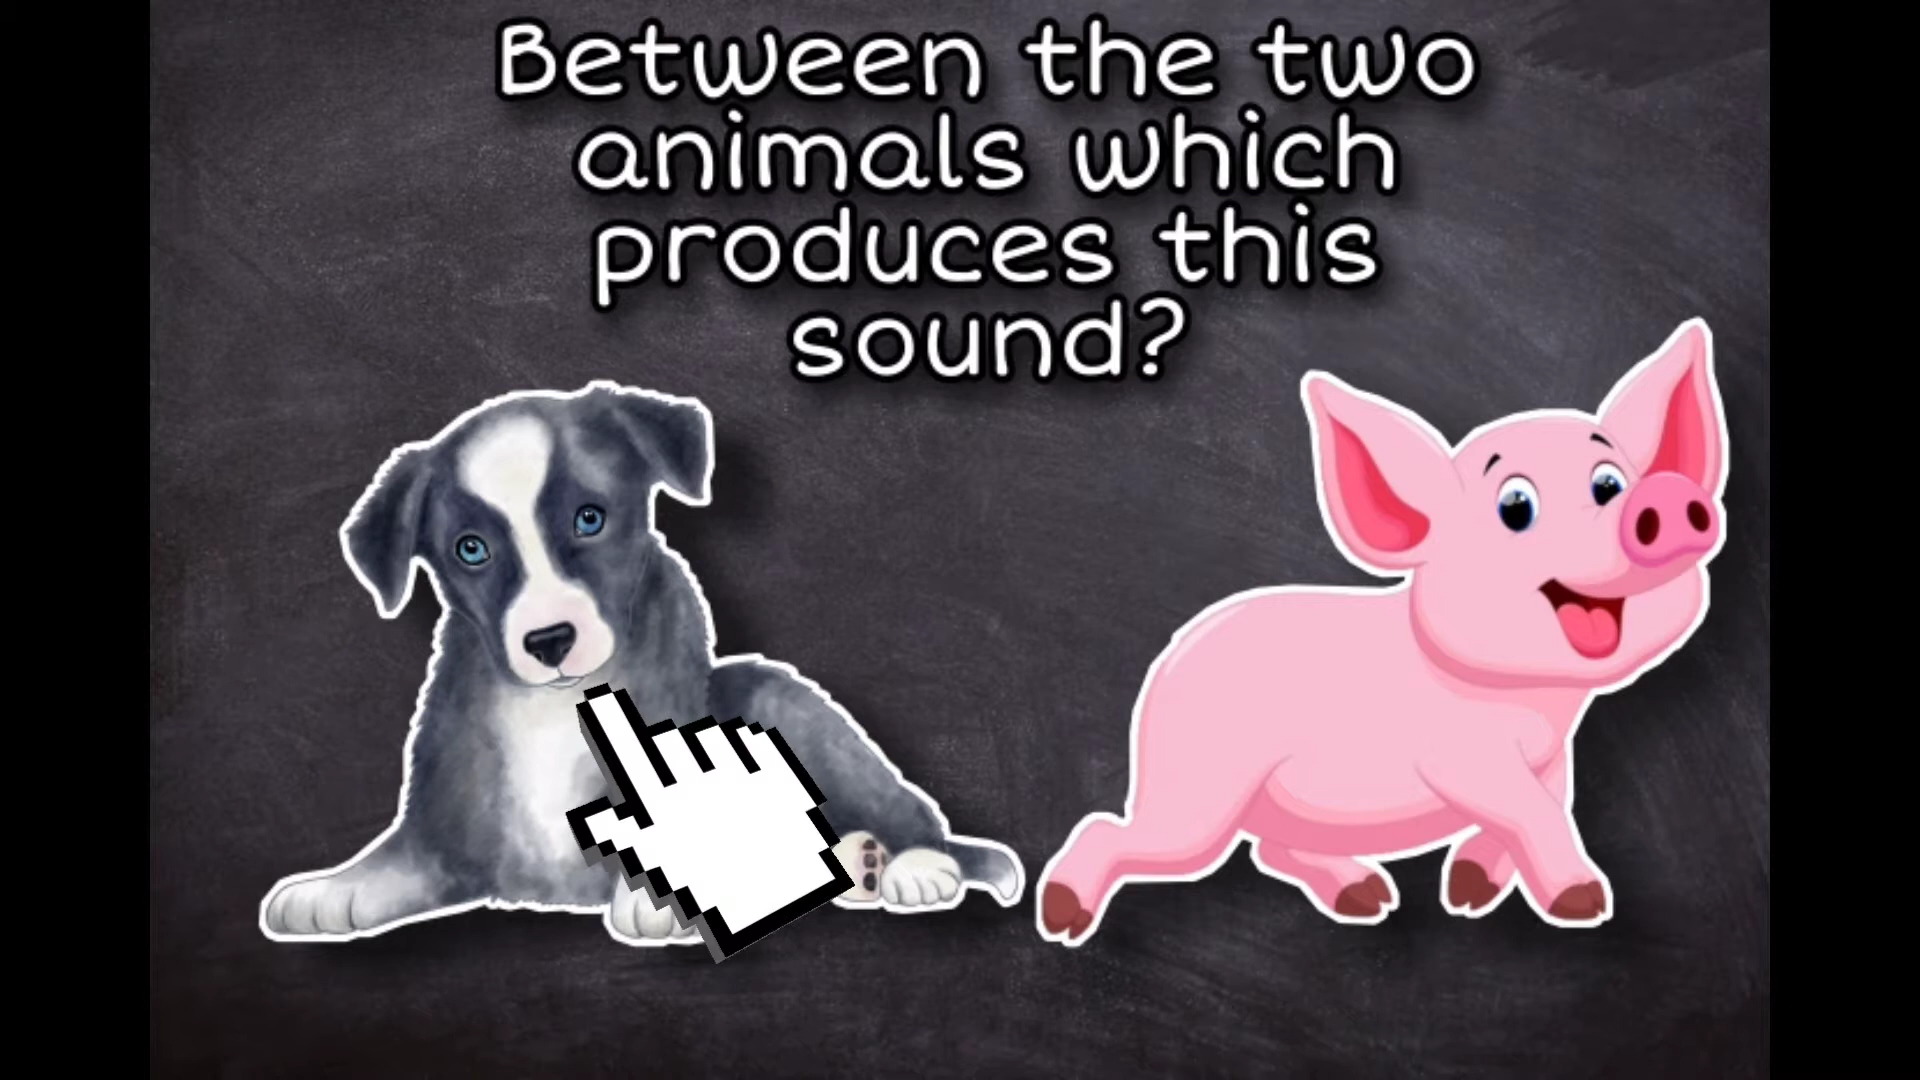 Between the two
animals which
produces this
sound?